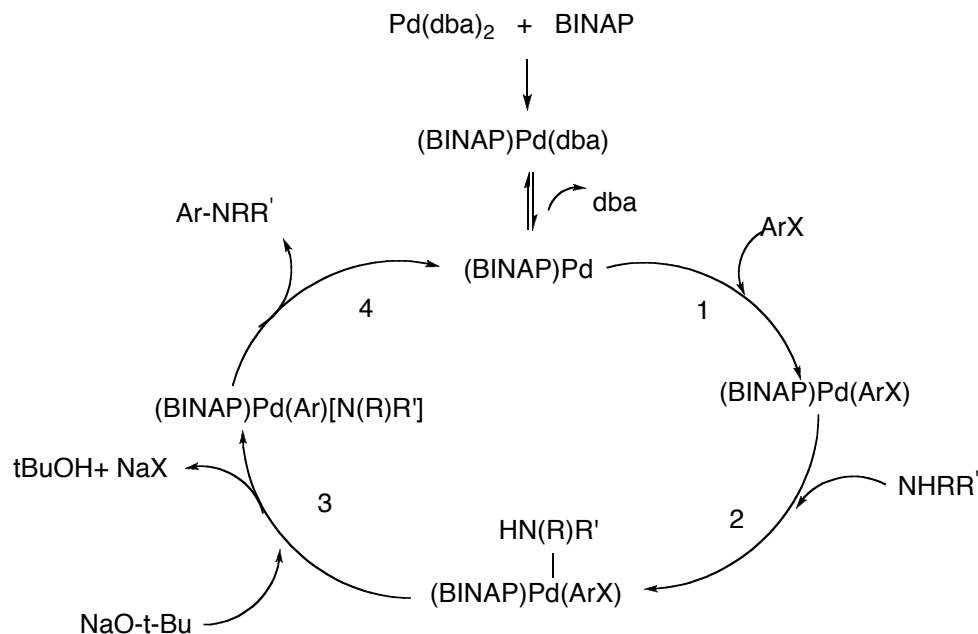 Pd(dba)₂ + BINAP
(BINAP)Pd(dba)
dba
Ar-NRR'
ArX
(BINAP)Pd
4
1
(BINAP)Pd(Ar)[N(R)R']
(BINAP)Pd(ArX)
tBuOH+ NaX
NHRR'
3
2
HN(R)R'
(BINAP)Pd(ArX)
NaO-t-Bu